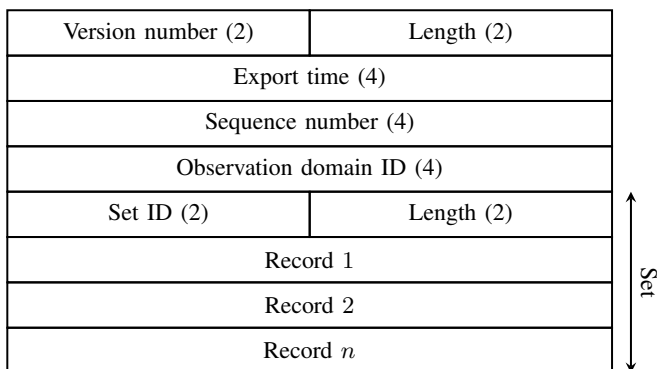 Version number (2) Length (2)
Export time (4)
Sequence number (4)
Observation domain ID (4)
Set ID (2) Length (2)
Record 1
Record 2
Record n
Set